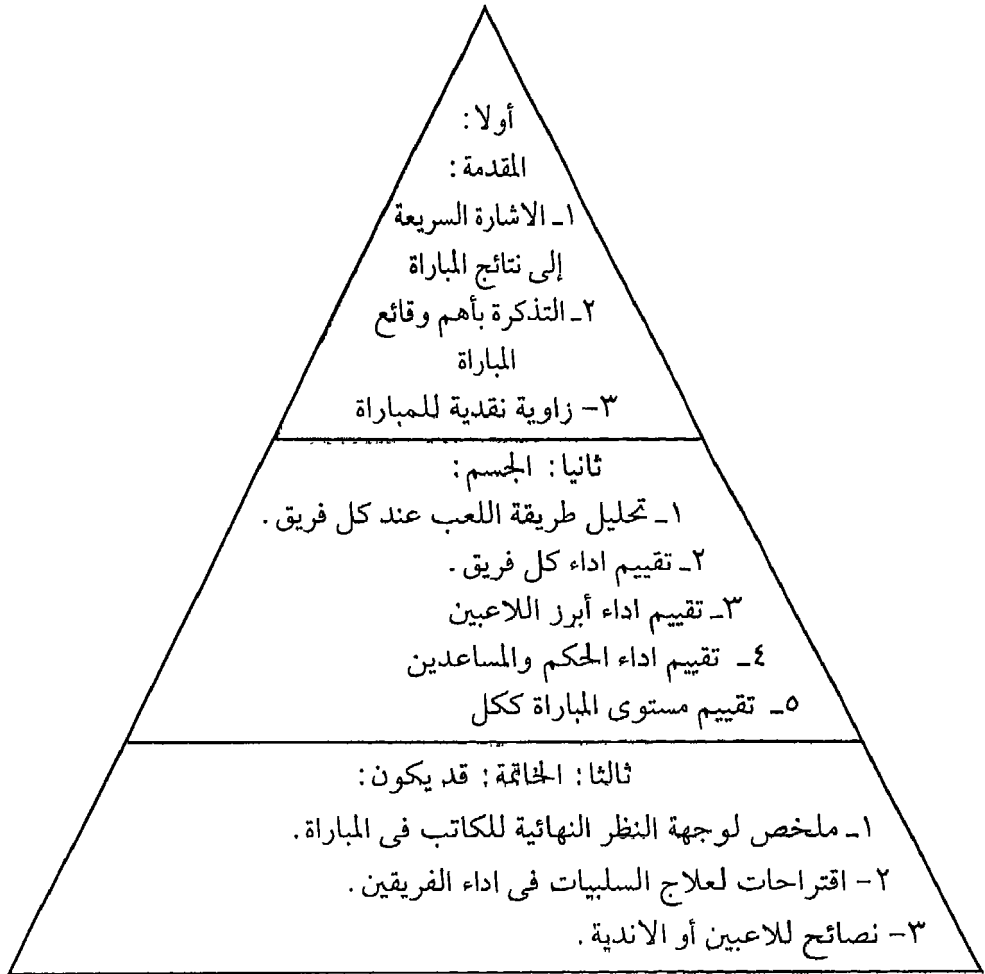 أولا:
المقدمة:
١ـ الاشارة السريعة
إلى نتائج المباراة
٢ـ التذكرة بأهم وقائع
المباراة
٣- زاوية نقدية للمباراة
ثانيا: الجسم:
١ـ تحليل طريقة اللعب عند كل فريق.
٢ـ تقييم اداء كل فريق.
٣ـ تقييم اداء أبرز اللاعبين
٤ـ تقييم اداء الحكم والمساعدين
٥ـ تقييم مستوى المباراة ككل
ثالثا: الخاتمة: قد يكون:
١ـ ملخص لوجهة النظر النهائية للكاتب فى المباراة.
٢- اقتراحات لعلاج السلبيات فى اداء الفريقين.
٣- نصائح للاعبين أو الاندية.